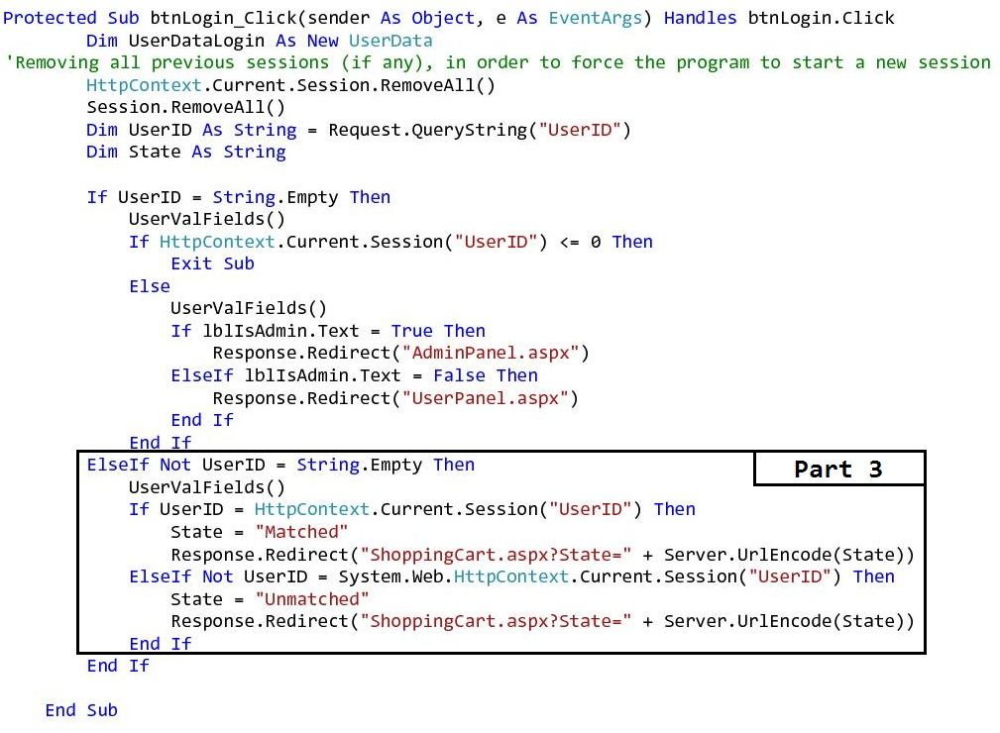 Protected Sub btnLogin_Click(sender As Object, e As EventArgs) Handles btnLogin.Click
        Dim UserDataLogin As New UserData
'Removing all previous sessions (if any), in order to force the program to start a new session
        HttpContext.Current.Session.RemoveAll()
        Session.RemoveAll()
        Dim UserID As String = Request.QueryString("UserID")
        Dim State As String

        If UserID = String.Empty Then
            UserValFields()
            If HttpContext.Current.Session("UserID") <= 0 Then
                Exit Sub
            Else
                UserValFields()
                If lblIsAdmin.Text = True Then
                    Response.Redirect("AdminPanel.aspx")
                ElseIf lblIsAdmin.Text = False Then
                    Response.Redirect("UserPanel.aspx")
                End If
            End If
        ElseIf Not UserID = String.Empty Then
Part 3
            UserValFields()
            If UserID = HttpContext.Current.Session("UserID") Then
                State = "Matched"
                Response.Redirect("ShoppingCart.aspx?State=" + Server.UrlEncode(State))
            ElseIf Not UserID = System.Web.HttpContext.Current.Session("UserID") Then
                State = "Unmatched"
                Response.Redirect("ShoppingCart.aspx?State=" + Server.UrlEncode(State))
            End If
        End If

    End Sub